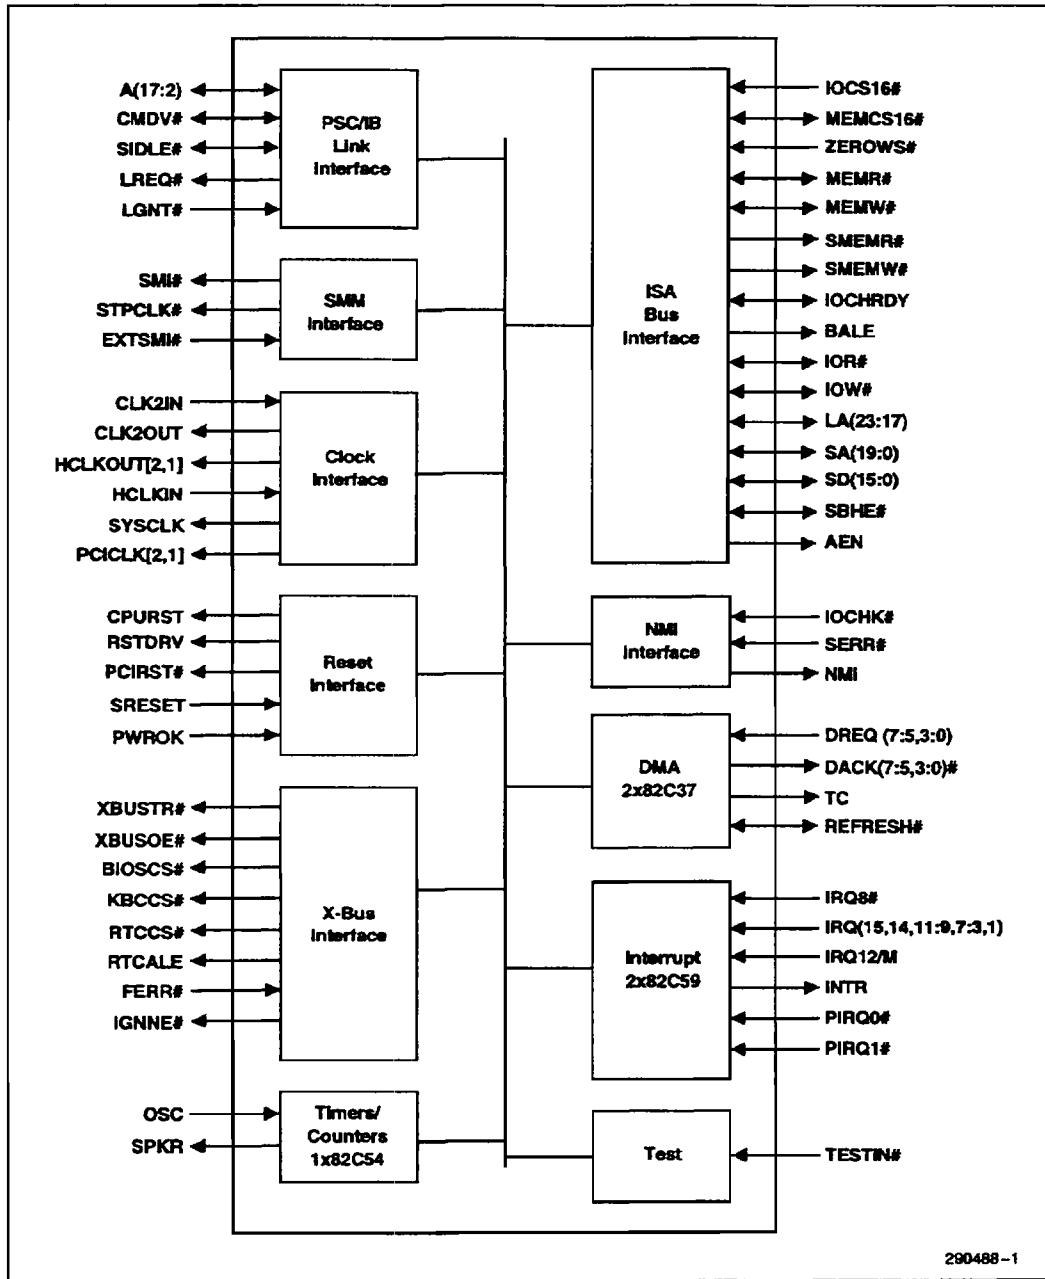 A(17:2)
CMDV#
SIDLE#
LREQ#
LGNT#
PSC/IB
Link
Interface
SMI#
STPCLK#
EXTSMI#
SMM
Interface
CLK2IN
CLK2OUT
HCLKOUT[2,1]
HCLKIN
SYSCLK
PCICLK[2,1]
Clock
Interface
CPURST
RSTDRV
PCIRST#
SRESET
PWROK
Reset
Interface
XBUSTR#
XBUSOE#
BIOSCS#
KBCCS#
RTCCS#
RTCALE
FERR#
IGNNE#
X-Bus
Interface
OSC
SPKR
Timers/
Counters
1x82C54
ISA
Bus
Interface
IOCS16#
MEMCS16#
ZEROWS#
MEMR#
MEMW#
SMEMR#
SMEMW#
IOCHRDY
BALE
IOR#
IOW#
LA(23:17)
SA(19:0)
SD(15:0)
SBHE#
AEN
NMI
Interface
IOCHK#
SERR#
NMI
DMA
2x82C37
DREQ (7:5,3:0)
DACK(7:5,3:0)#
TC
REFRESH#
Interrupt
2x82C59
IRQ8#
IRQ(15,14,11:9,7:3,1)
IRQ12/M
INTR
PIRQ0#
PIRQ1#
Test
TESTIN#
290488-1